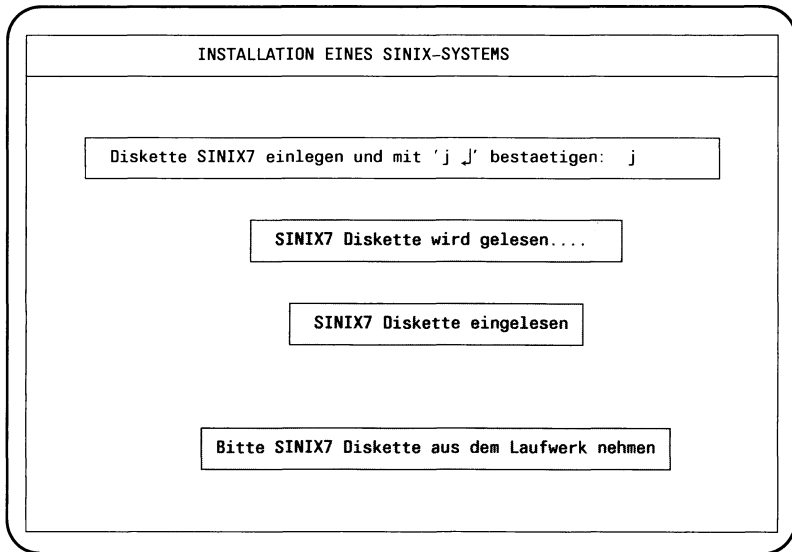 INSTALLATION EINES SINIX-SYSTEMS
Diskette SINIX7 einlegen und mit 'j ↲' bestaetigen: j
SINIX7 Diskette wird gelesen....
SINIX7 Diskette eingelesen
Bitte SINIX7 Diskette aus dem Laufwerk nehmen